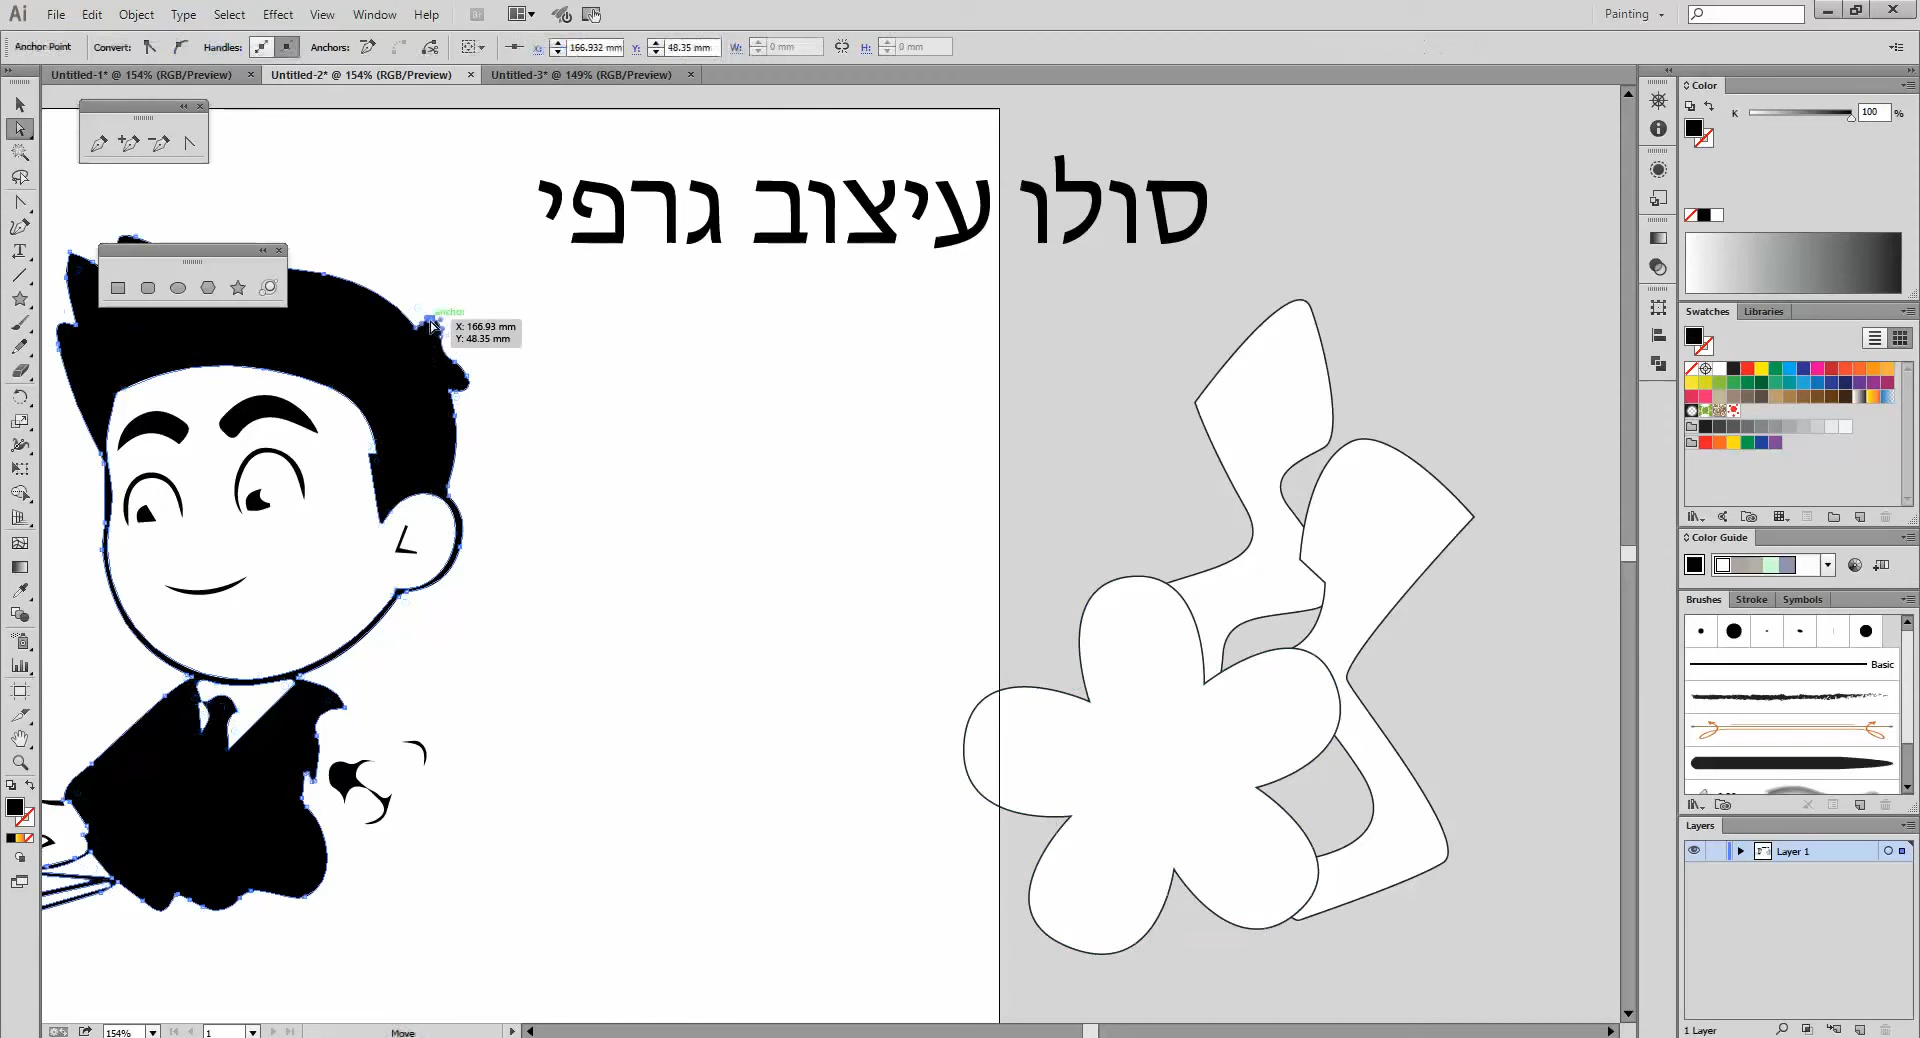 Ai File Edit Object Type Select Effect View Window Help Br Painting
Anchor Point Convert: Handles: Anchors: X: 166.932 mm Y: 48.35 mm W: 0 mm H: 0 mm
Untitled-1* @ 154% (RGB/Preview) Untitled-2* @ 154% (RGB/Preview) Untitled-3* @ 149% (RGB/Preview)
סולו עיצוב גרפי
anchor
X: 166.93 mm
Y: 48.35 mm
Color
K 100 %
Swatches Libraries
Color Guide
Brushes Stroke Symbols
Basic
Layers
Layer 1
1 Layer
154% 1 Move